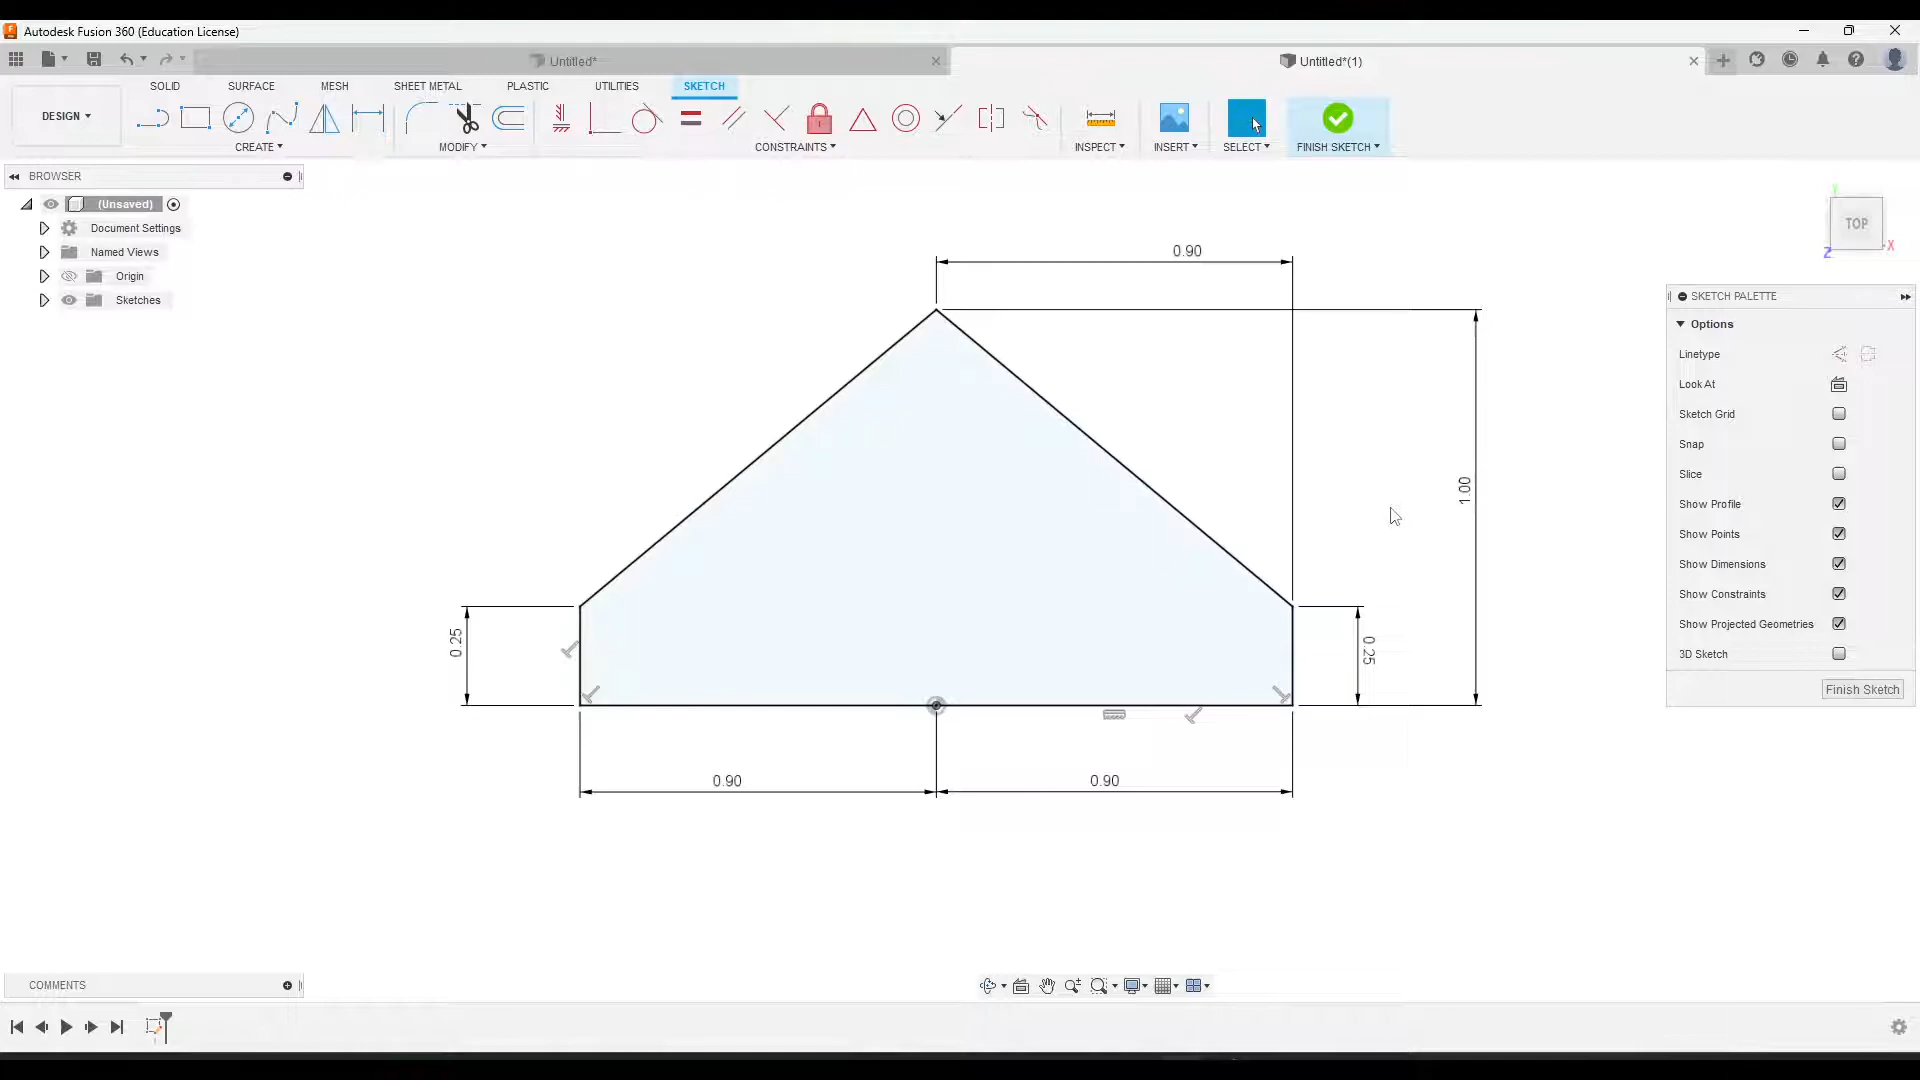 Autodesk Fusion 360 (Education License)
Untitled*
Untitled*(1)
SOLID SURFACE MESH SHEET METAL PLASTIC UTILITIES SKETCH
DESIGN
CREATE MODIFY CONSTRAINTS INSPECT INSERT SELECT FINISH SKETCH
BROWSER
(Unsaved)
Document Settings
Named Views
Origin
Sketches
Y
TOP
X
Z
0.90
1.00
0.25
0.25
0.90
0.90
SKETCH PALETTE
Options
Linetype
Look At
Sketch Grid
Snap
Slice
Show Profile
Show Points
Show Dimensions
Show Constraints
Show Projected Geometries
3D Sketch
Finish Sketch
COMMENTS